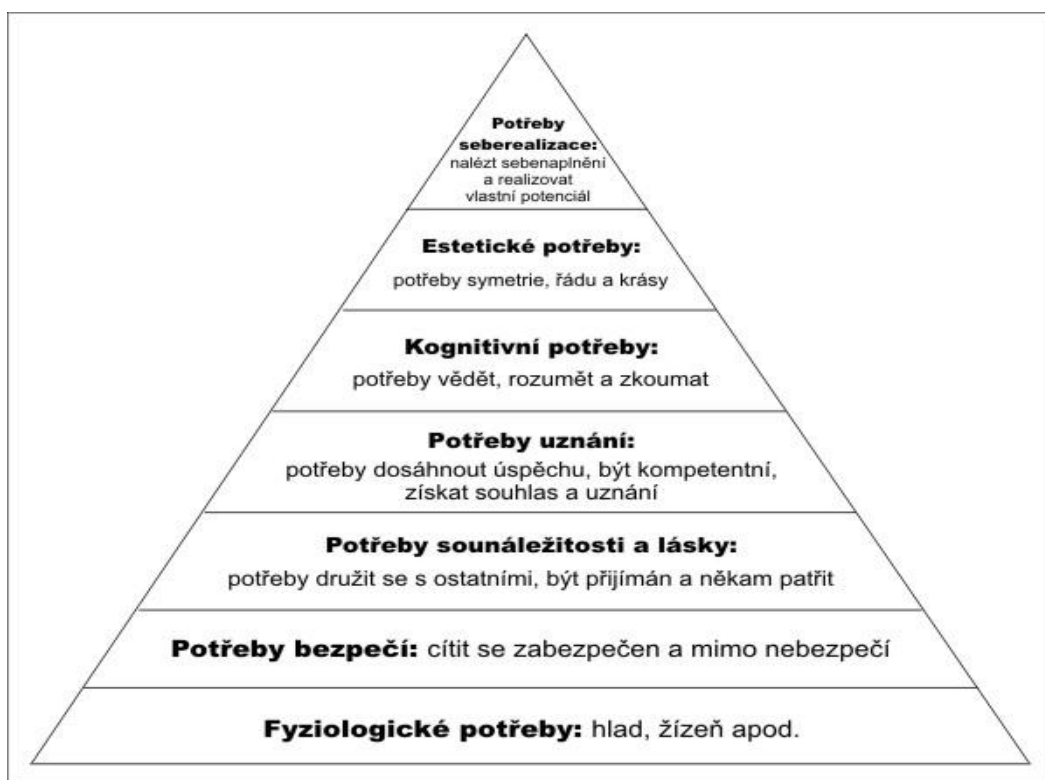 Potřeby
seberealizace:
nalézt sebenaplnění
a realizovat
vlastní potenciál
Estetické potřeby:
potřeby symetrie, řádu a krásy
Kognitivní potřeby:
potřeby vědět, rozumět a zkoumat
Potřeby uznání:
potřeby dosáhnout úspěchu, být kompetentní,
získat souhlas a uznání
Potřeby sounáležitosti a lásky:
potřeby družit se s ostatními, být přijímán a někam patřit
Potřeby bezpečí: cítit se zabezpečen a mimo nebezpečí
Fyziologické potřeby: hlad, žízeň apod.